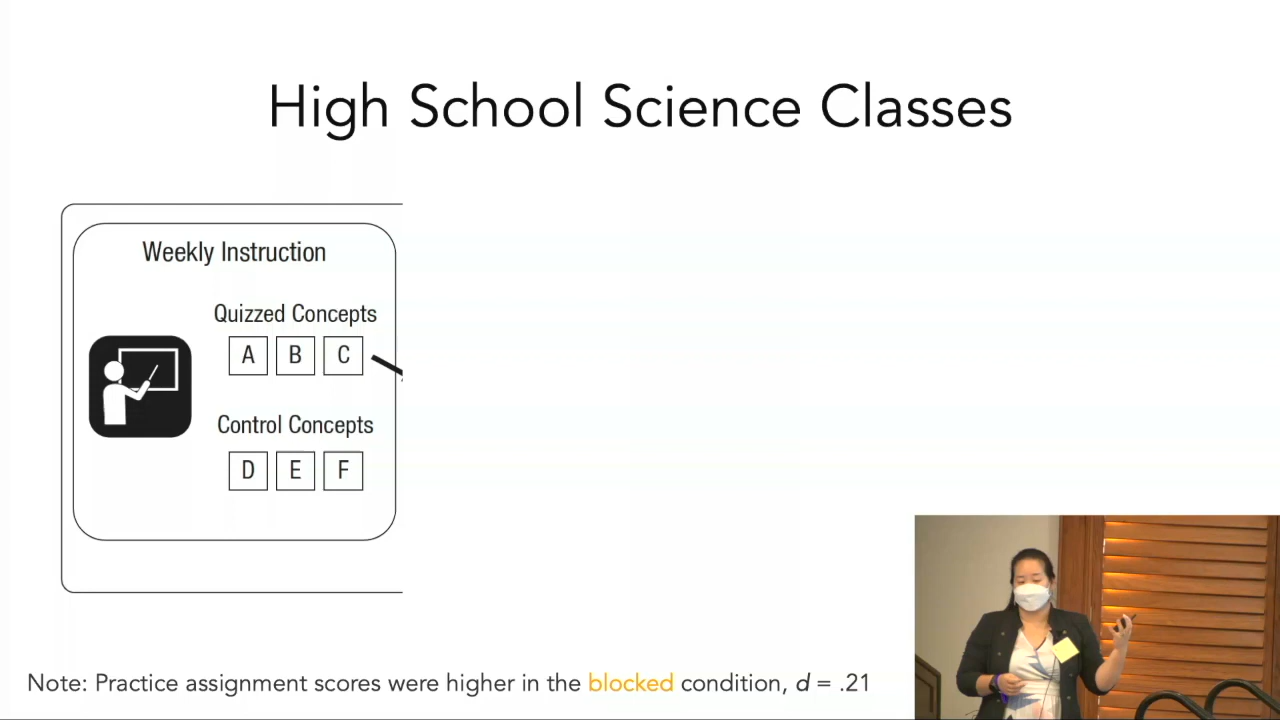 High School Science Classes
Weekly Instruction
Quizzed Concepts
A B C
Control Concepts
D E F
Note: Practice assignment scores were higher in the blocked condition, d = .21